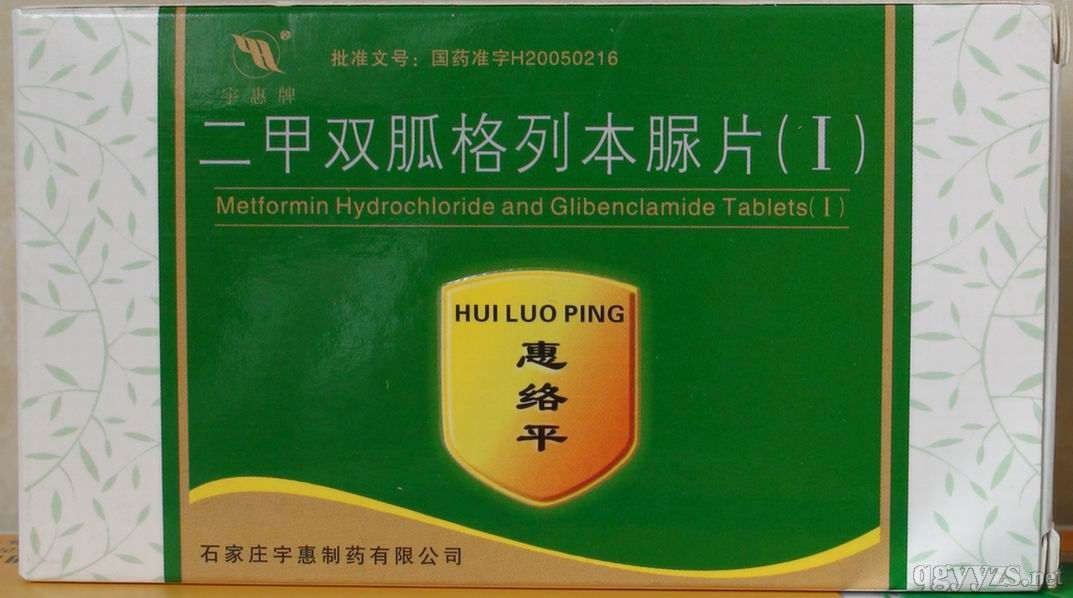 批准文号：国药准字H20050216
宇惠牌
二甲双胍格列本脲片(Ⅰ)
Metformin Hydrochloride and Glibenclamide Tablets(Ⅰ)
HUI LUO PING
惠
络
平
石家庄宇惠制药有限公司
qgyyzs.net